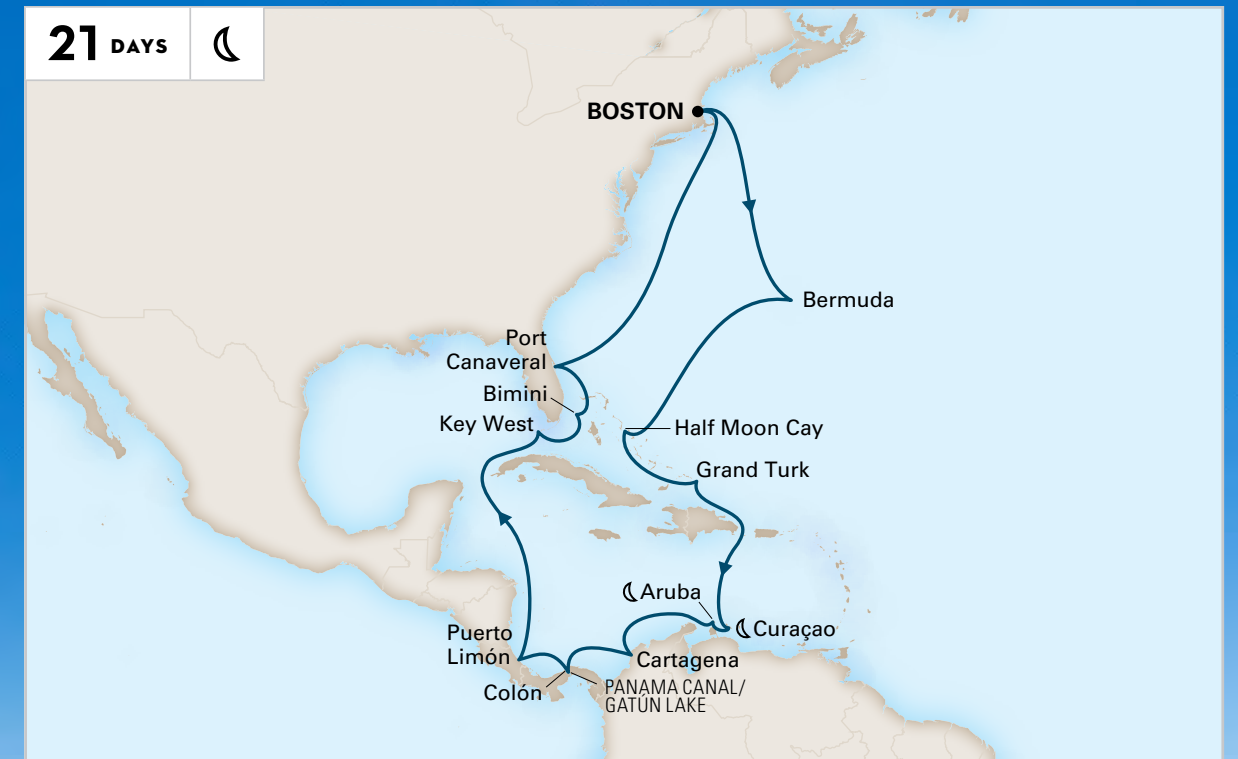 21 DAYS
BOSTON
Bermuda
Port
Canaveral
Bimini
Key West
Half Moon Cay
Grand Turk
Aruba
Curaçao
Puerto
Limón
Cartagena
Colón
PANAMA CANAL/
GATÚN LAKE